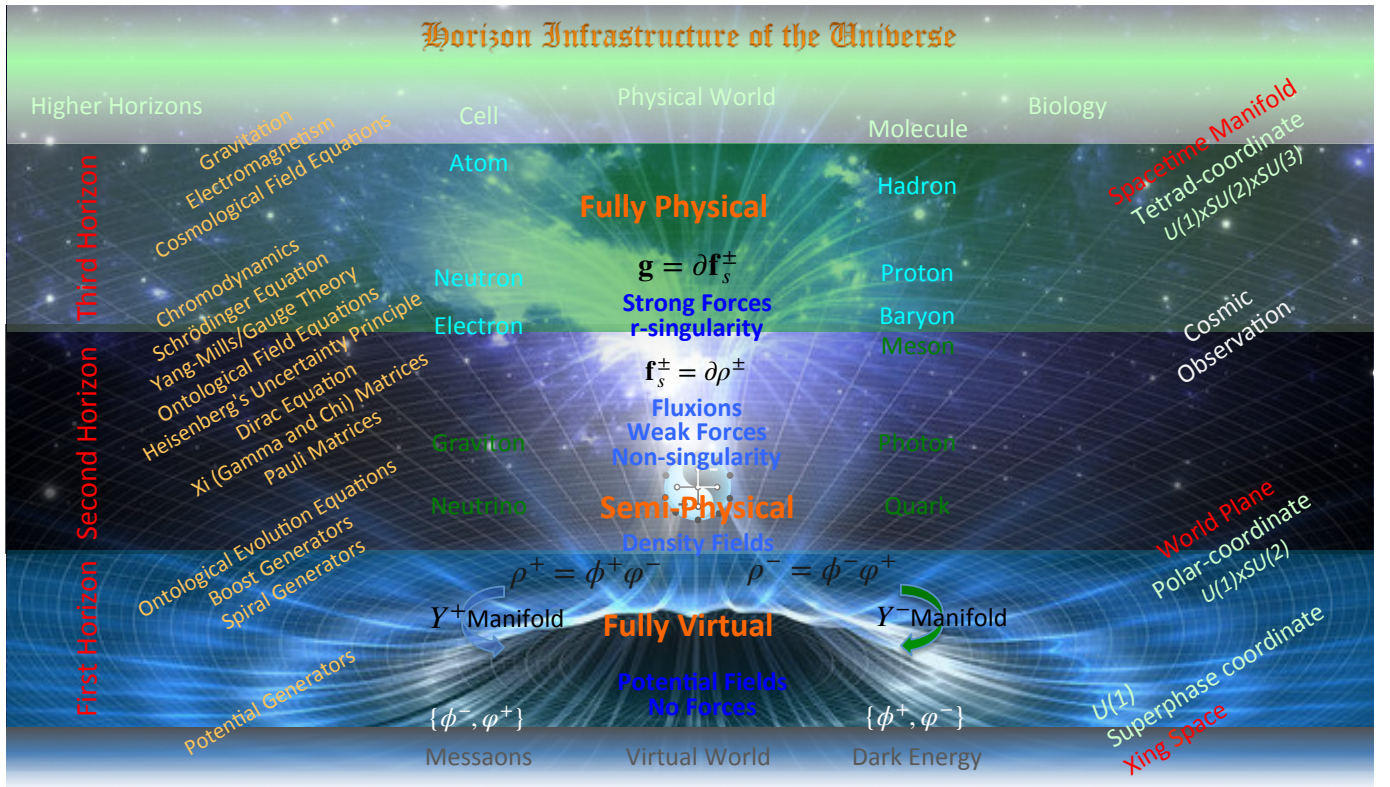 Horizon Infrastructure of the Universe
Higher Horizons
Physical World
Biology
Cell
Molecule
Third Horizon
Gravitation
Electromagnetism
Cosmological Field Equations
Atom
Hadron
Fully Physical
Spacetime Manifold
Tetrad-coordinate
U(1)xSU(2)xSU(3)
Chromodynamics
Schrödinger Equation
Yang-Mills/Gauge Theory
Ontological Field Equations
Heisenberg's Uncertainty Principle
Dirac Equation
Xi (Gamma and Chi) Matrices
Pauli Matrices
g = ∂f_s^±
Neutron
Proton
Strong Forces
r-singularity
Electron
Baryon
Meson
Cosmic
Observation
Second Horizon
f_s^± = ∂ρ^±
Fluxions
Weak Forces
Non-singularity
Graviton
Photon
Neutrino
Semi-Physical
Quark
Density Fields
World Plane
Polar-coordinate
U(1)xSU(2)
Ontological Evolution Equations
Boost Generators
Spiral Generators
First Horizon
ρ^+ = ϕ^+φ^-
ρ^- = ϕ^-φ^+
Y^+ Manifold
Fully Virtual
Y^- Manifold
Potential Generators
Potential Fields
No Forces
{ϕ^-, φ^+}
{ϕ^+, φ^-}
U(1)
Superphase coordinate
Xing Space
Messaons
Virtual World
Dark Energy